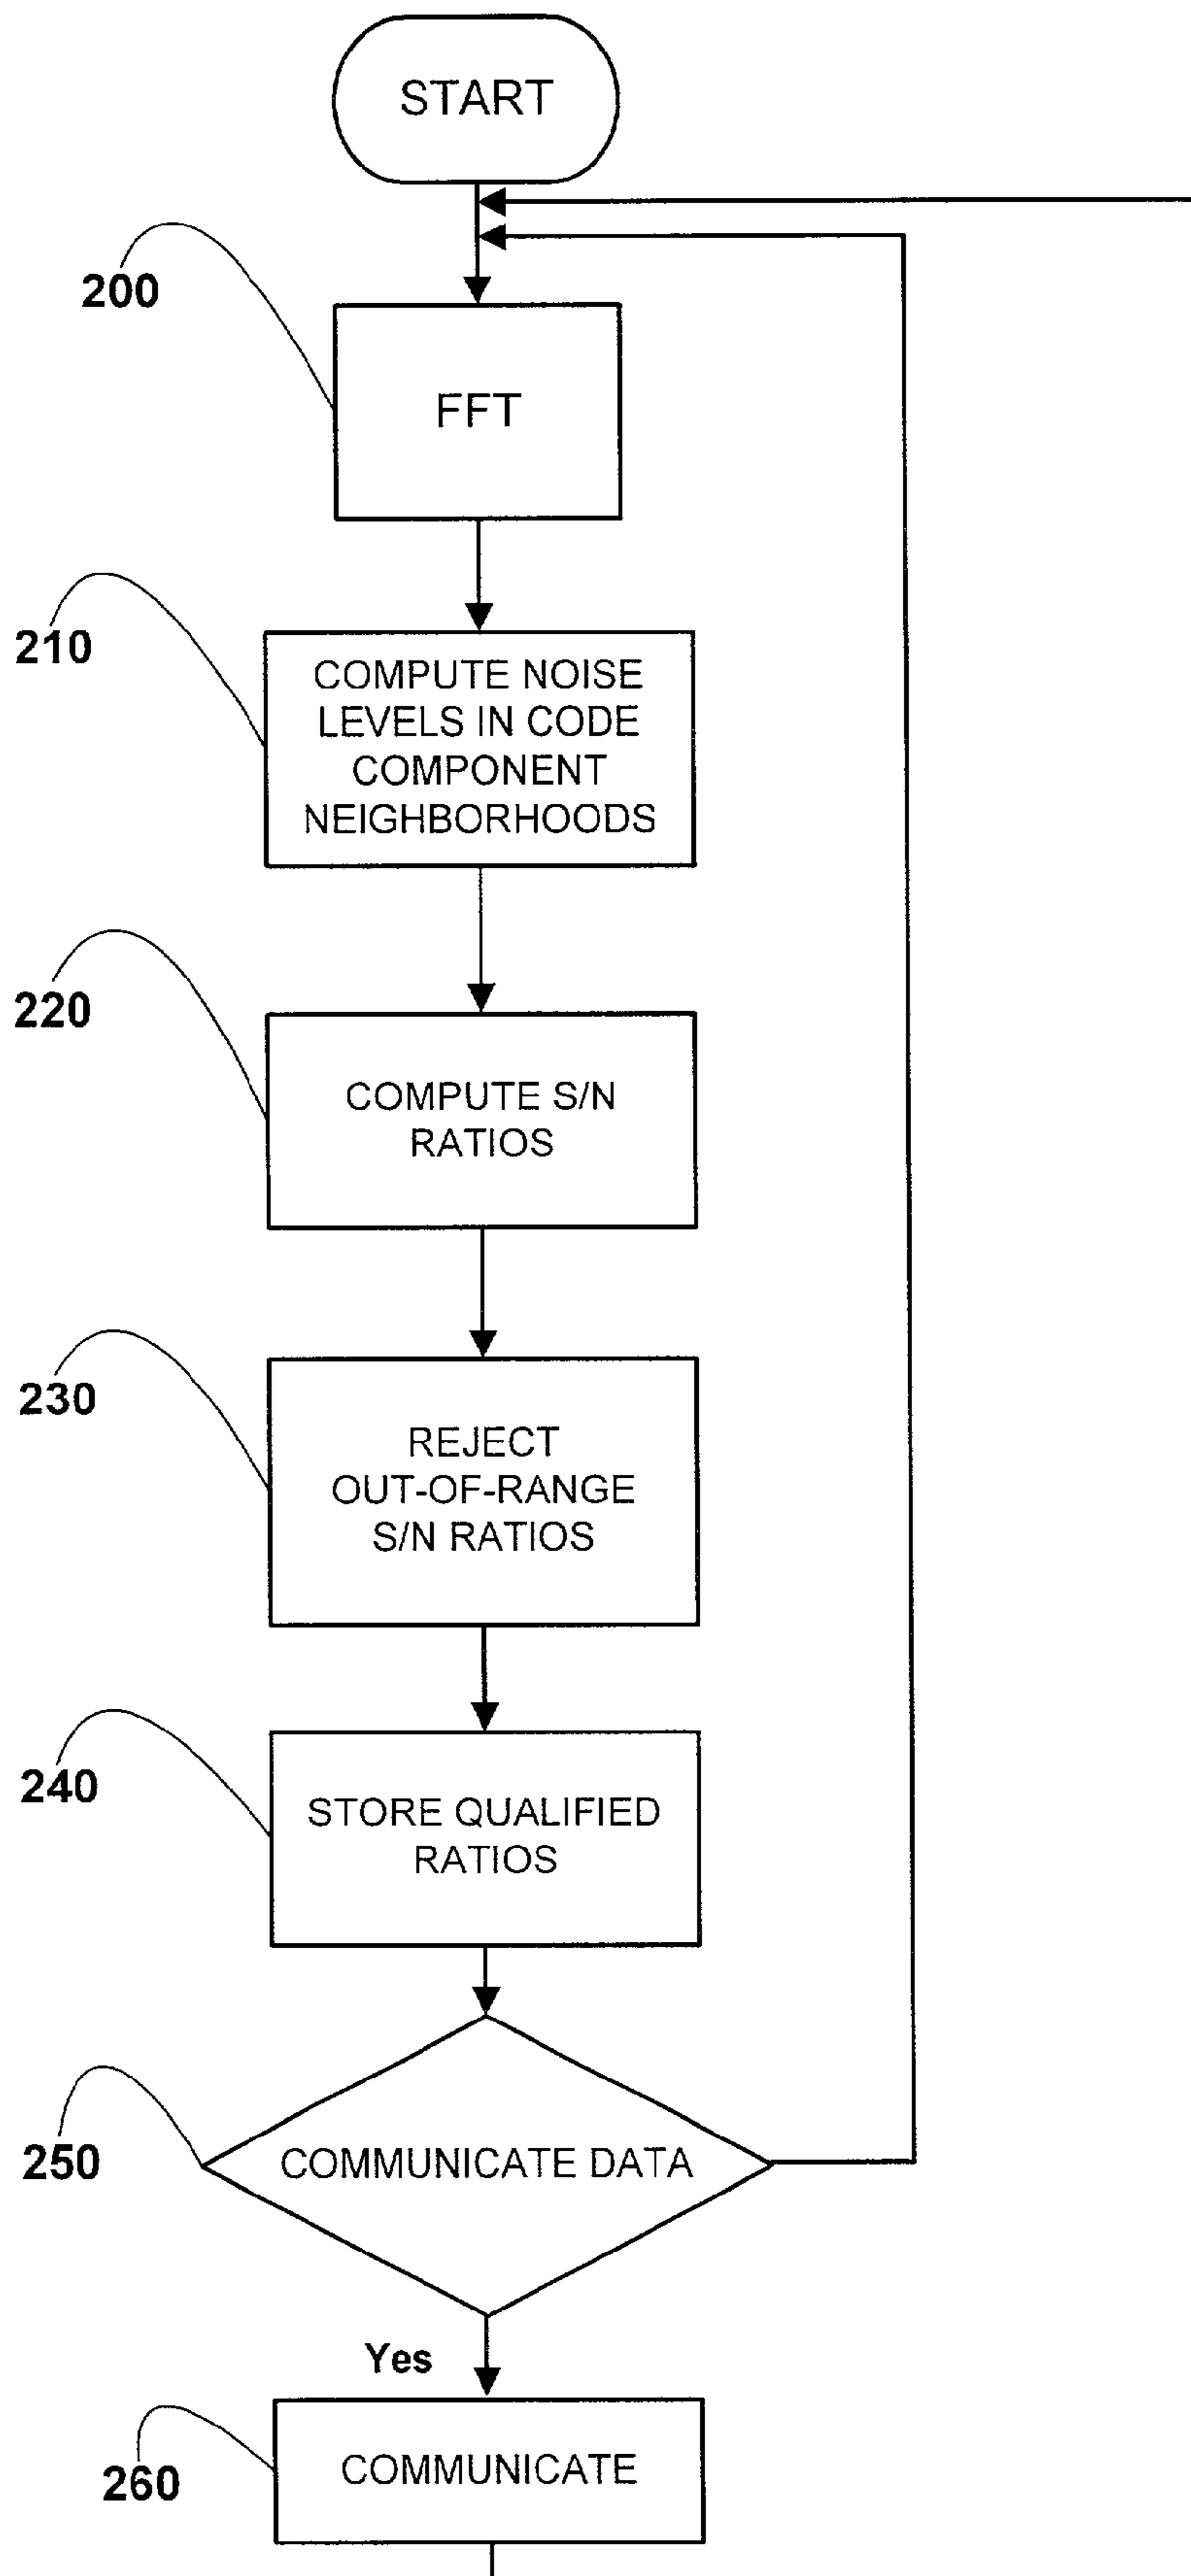 START
200
FFT
210
COMPUTE NOISE
LEVELS IN CODE
COMPONENT
NEIGHBORHOODS
220
COMPUTE S/N
RATIOS
230
REJECT
OUT-OF-RANGE
S/N RATIOS
240
STORE QUALIFIED
RATIOS
250
COMMUNICATE DATA
Yes
260
COMMUNICATE